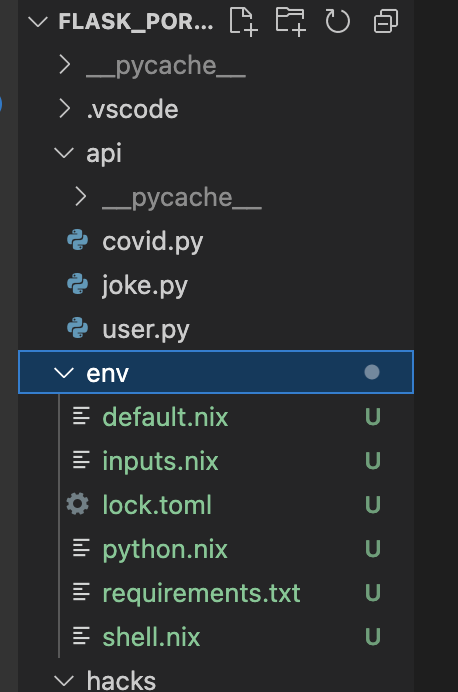 FLASK_POR...
__pycache__
.vscode
api
__pycache__
covid.py
joke.py
user.py
env
default.nix U
inputs.nix U
lock.toml U
python.nix U
requirements.txt U
shell.nix U
hacks